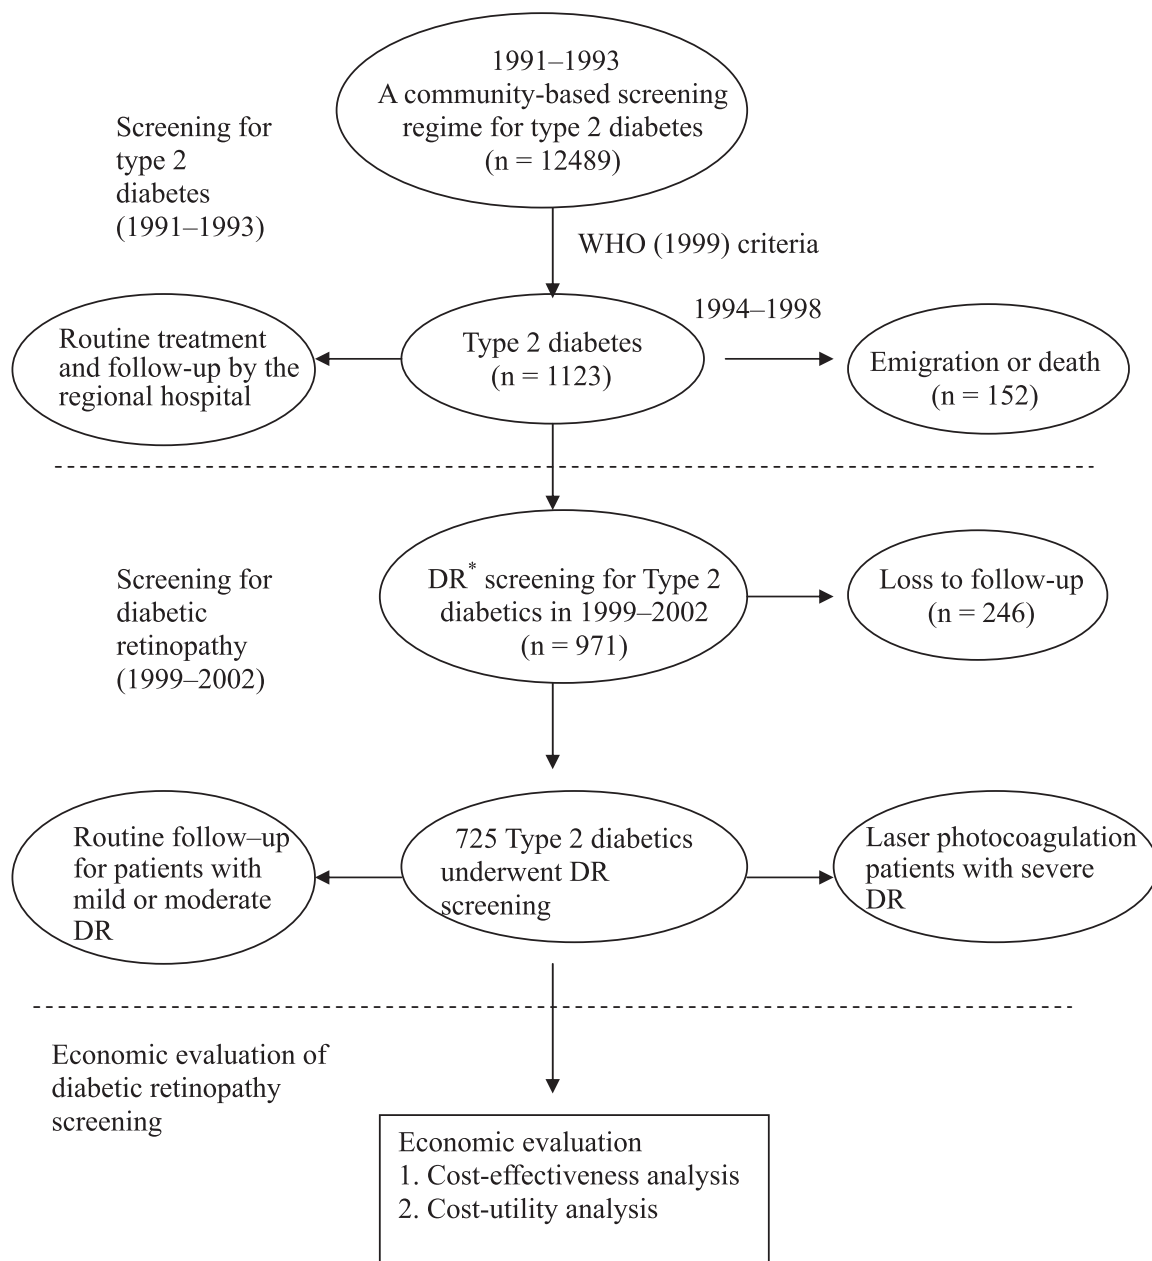 1991–1993
A community-based screening
regime for type 2 diabetes
(n = 12489)
Screening for
type 2
diabetes
(1991–1993)
WHO (1999) criteria
1994–1998
Routine treatment
and follow-up by the
regional hospital
Type 2 diabetes
(n = 1123)
Emigration or death
(n = 152)
Screening for
diabetic
retinopathy
(1999–2002)
DR* screening for Type 2
diabetics in 1999–2002
(n = 971)
Loss to follow-up
(n = 246)
Routine follow–up
for patients with
mild or moderate
DR
725 Type 2 diabetics
underwent DR
screening
Laser photocoagulation
patients with severe
DR
Economic evaluation of
diabetic retinopathy
screening
Economic evaluation
1. Cost-effectiveness analysis
2. Cost-utility analysis